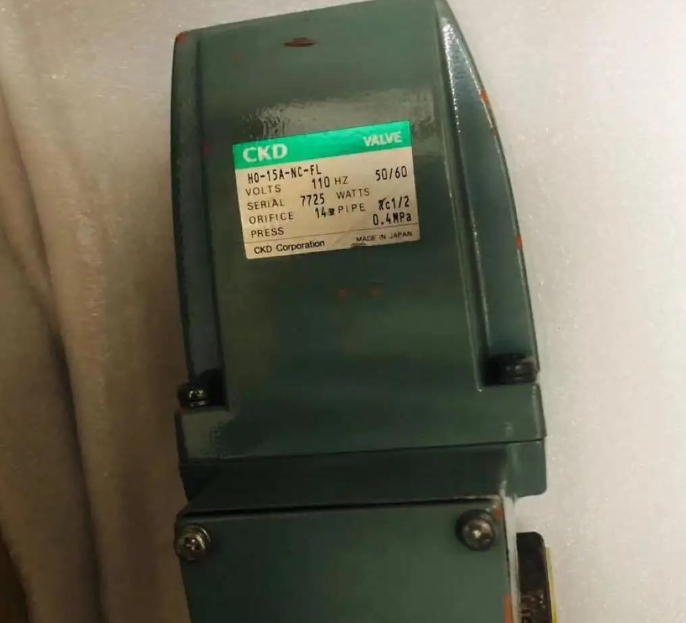 CKD VALVE
HO-15A-NC-FL
VOLTS 110 HZ 50/60
SERIAL 7725 WATTS
ORIFICE 14 PIPE Rc1/2
PRESS 0.4MPa
CKD Corporation MADE IN JAPAN